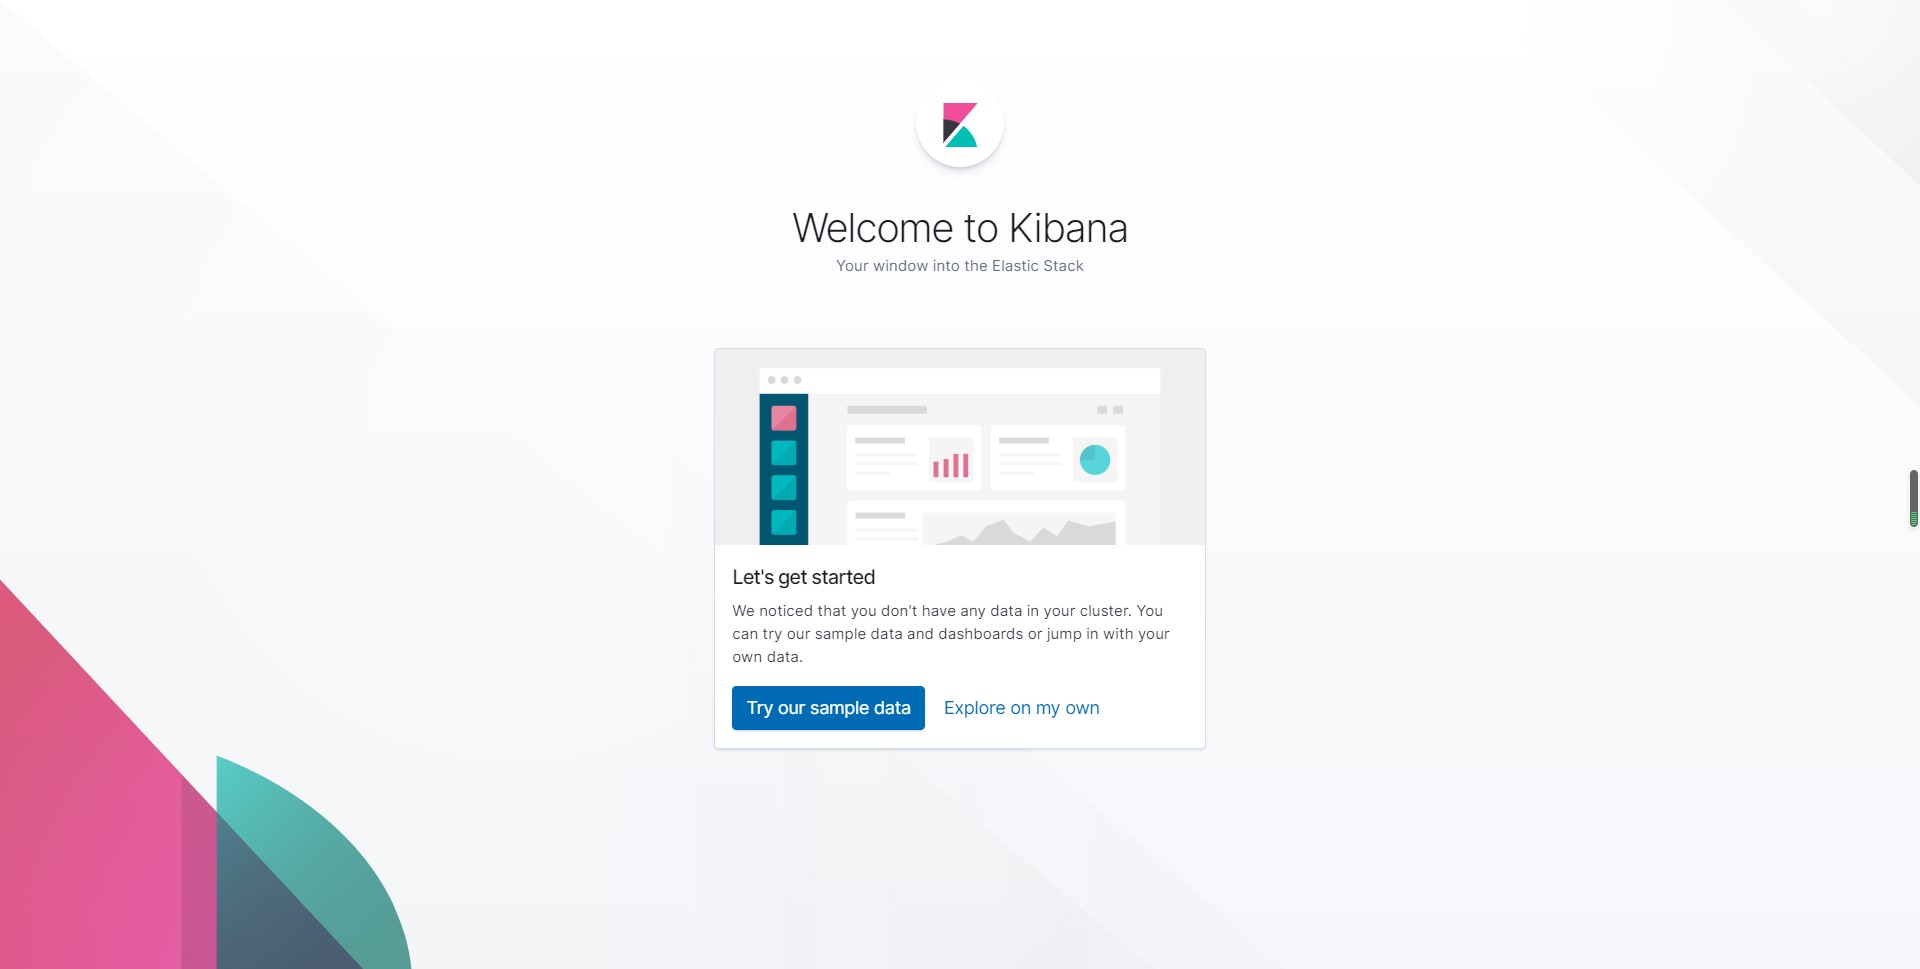 Welcome to Kibana
Your window into the Elastic Stack
Let's get started
We noticed that you don't have any data in your cluster. You
can try our sample data and dashboards or jump in with your
own data.
Try our sample data
Explore on my own